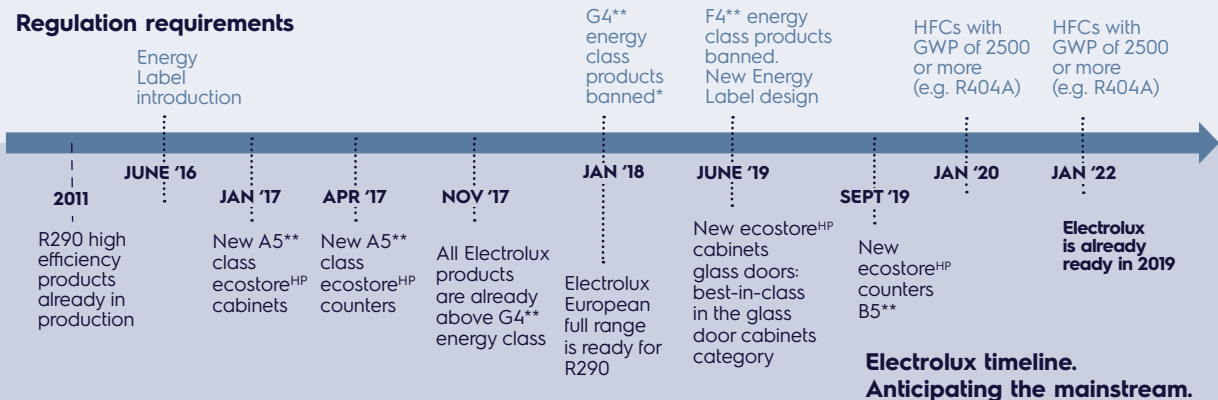 Regulation requirements
Energy
Label
introduction
G4**
energy
class
products
banned*
F4** energy
class products
banned.
New Energy
Label design
HFCs with
GWP of 2500
or more
(e.g. R404A)
HFCs with
GWP of 2500
or more
(e.g. R404A)
2011
JUNE ‘16
JAN ‘17
APR ‘17
NOV ‘17
JAN ‘18
JUNE ‘19
SEPT ‘19
JAN ‘20
JAN ‘22
R290 high
efficiency
products
already in
production
New A5**
class
ecostoreHP
cabinets
New A5**
class
ecostoreHP
counters
All Electrolux
products
are already
above G4**
energy class
Electrolux
European
full range
is ready for
R290
New ecostoreHP
cabinets
glass doors:
best-in-class
in the glass
door cabinets
category
New
ecostoreHP
counters
B5**
Electrolux
is already
ready in 2019
Electrolux timeline.
Anticipating the mainstream.